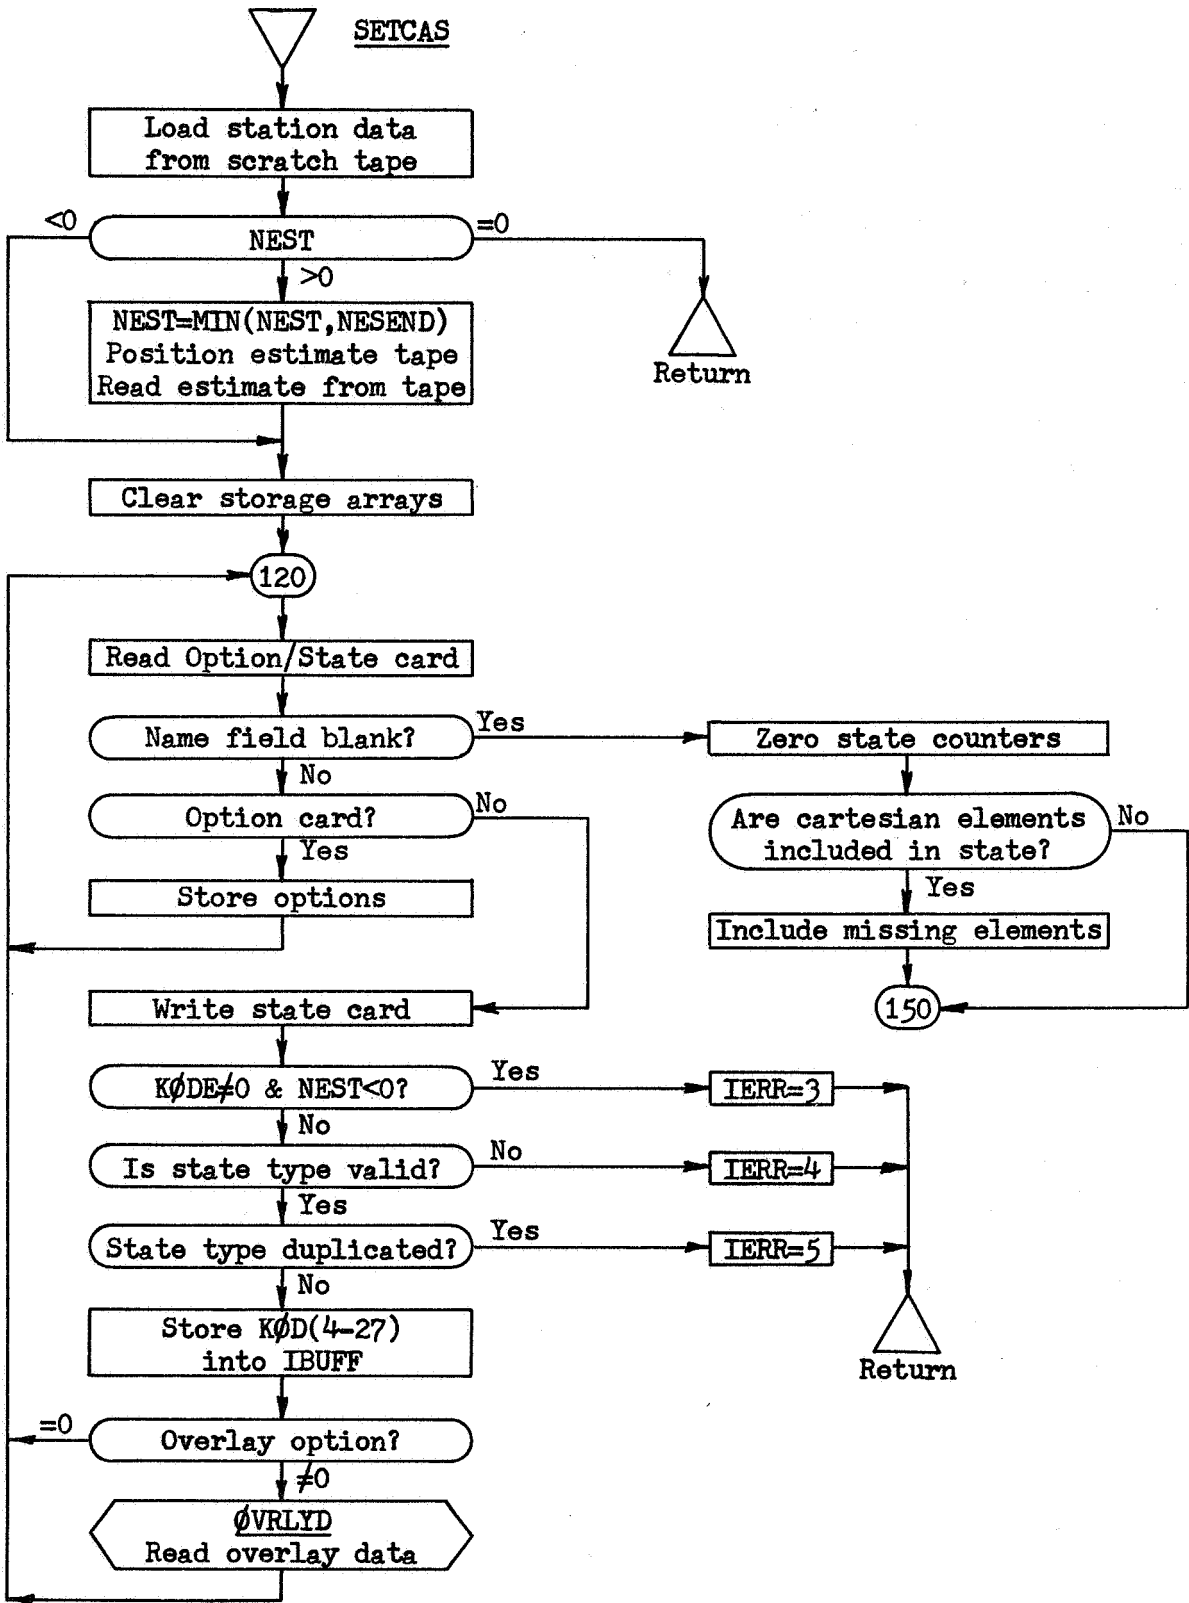 SETCAS
Load station data
from scratch tape
<0
NEST
=0
>0
NEST=MIN(NEST,NESEND)
Position estimate tape
Read estimate from tape
Return
Clear storage arrays
120
Read Option/State card
Name field blank?
Yes
Zero state counters
No
Option card?
No
Are cartesian elements
included in state?
No
Yes
Store options
Yes
Include missing elements
Write state card
150
KØDE≠0 & NEST<0?
Yes
IERR=3
No
Is state type valid?
No
IERR=4
Yes
State type duplicated?
Yes
IERR=5
No
Store KØD(4-27)
into IBUFF
Return
=0
Overlay option?
≠0
ØVRLYD
Read overlay data